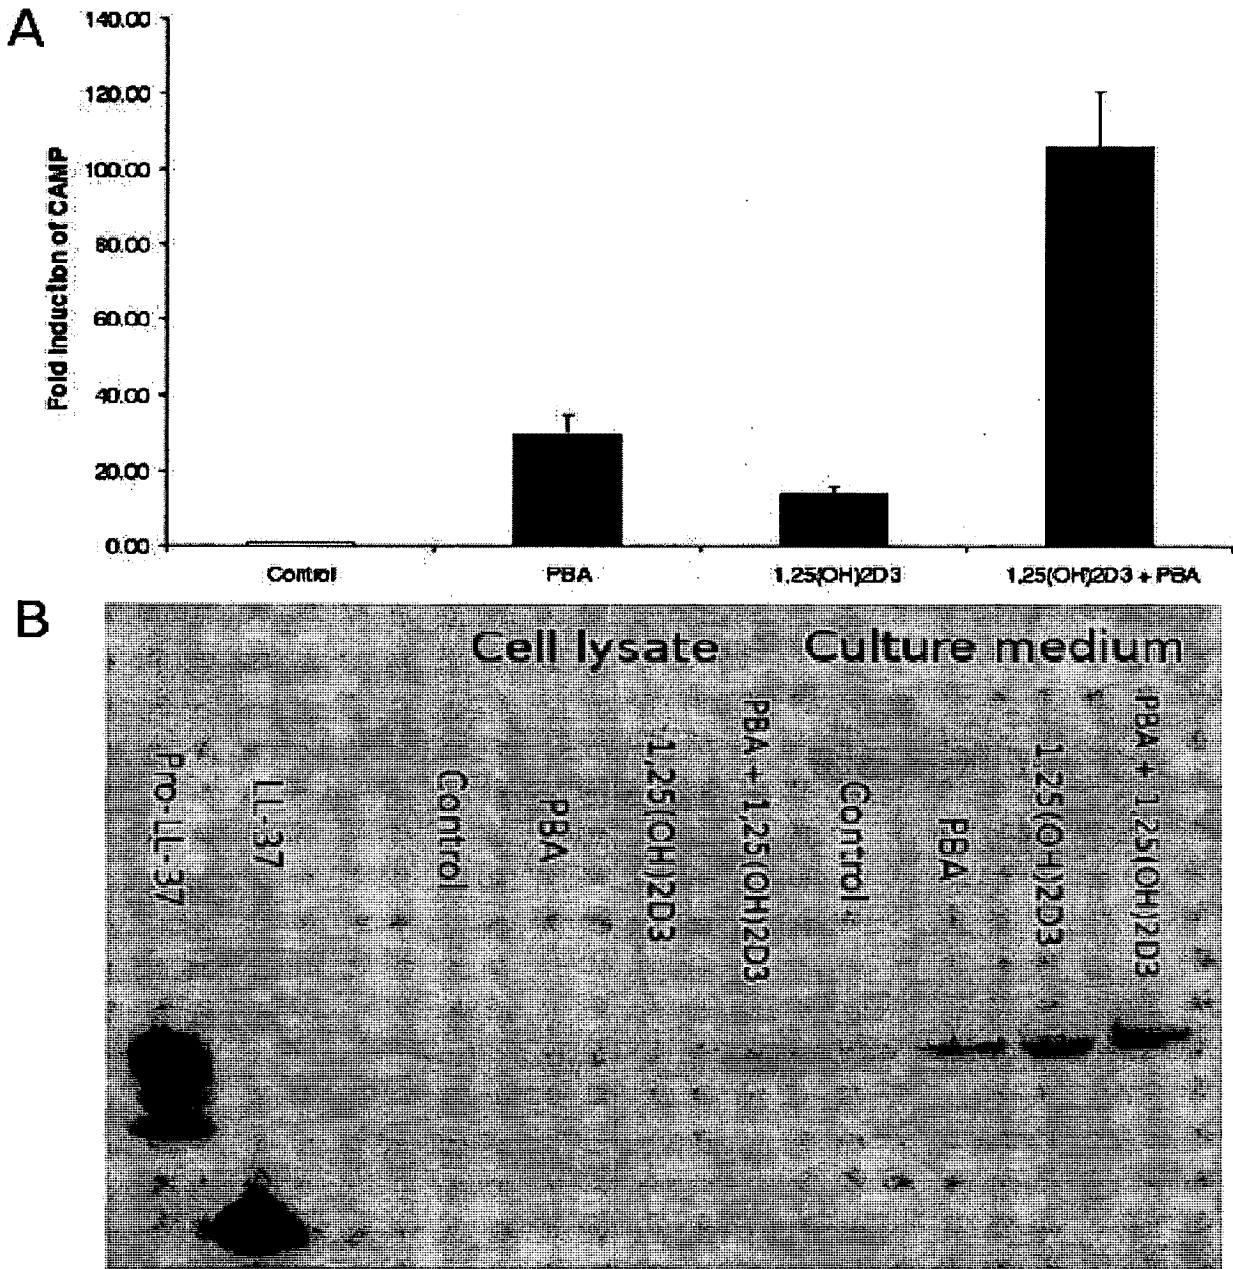 A
140.00
120.00
100.00
80.00
60.00
40.00
20.00
0.00
Fold induction of CAMP
Control
PBA
1,25(OH)2D3
1,25(OH)2D3 + PBA
B
Cell lysate
Culture medium
Pro-LL-37
LL-37
Control
PBA
1,25(OH)2D3
PBA + 1,25(OH)2D3
Control
PBA
1,25(OH)2D3
PBA + 1,25(OH)2D3